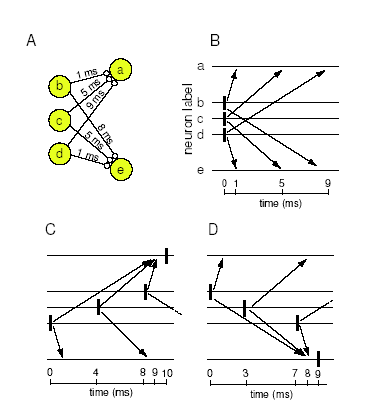 A
B
a
b
c
d
e
1 ms
5 ms
9 ms
8 ms
5 ms
1 ms
neuron label
a
b
c
d
e
0 1 5 9
time (ms)
C
D
0 4 8 9 10
time (ms)
0 3 7 8 9
time (ms)